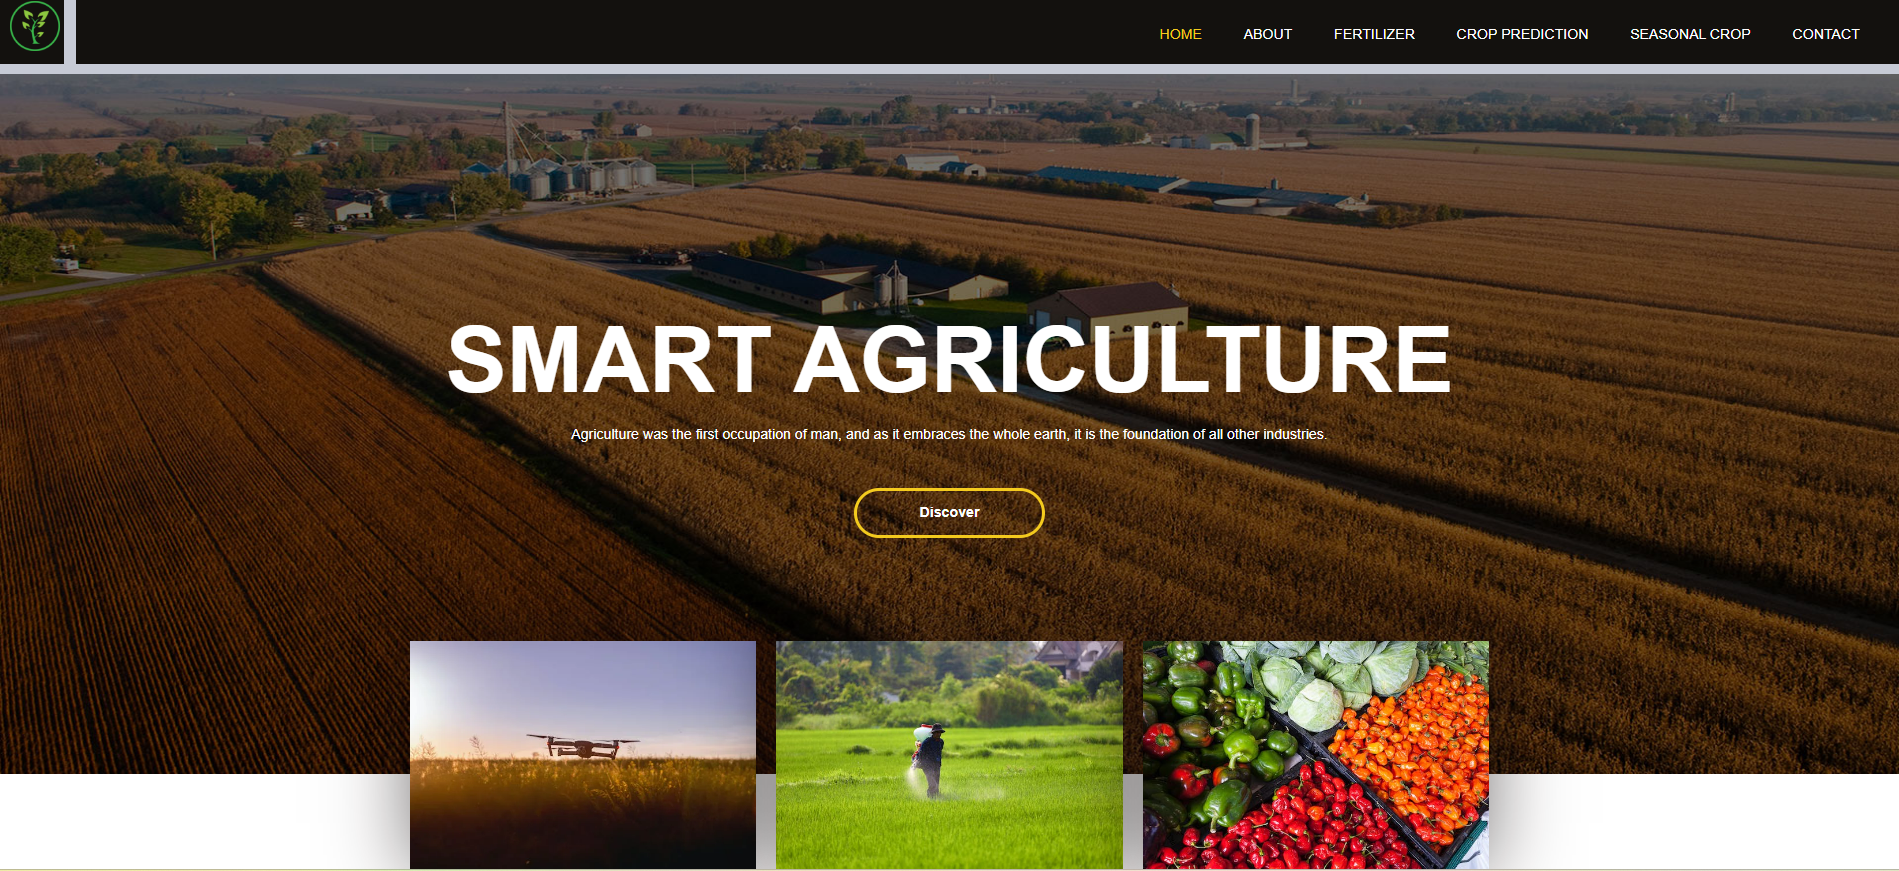 HOME ABOUT FERTILIZER CROP PREDICTION SEASONAL CROP CONTACT
SMART AGRICULTURE
Agriculture was the first occupation of man, and as it embraces the whole earth, it is the foundation of all other industries.
Discover